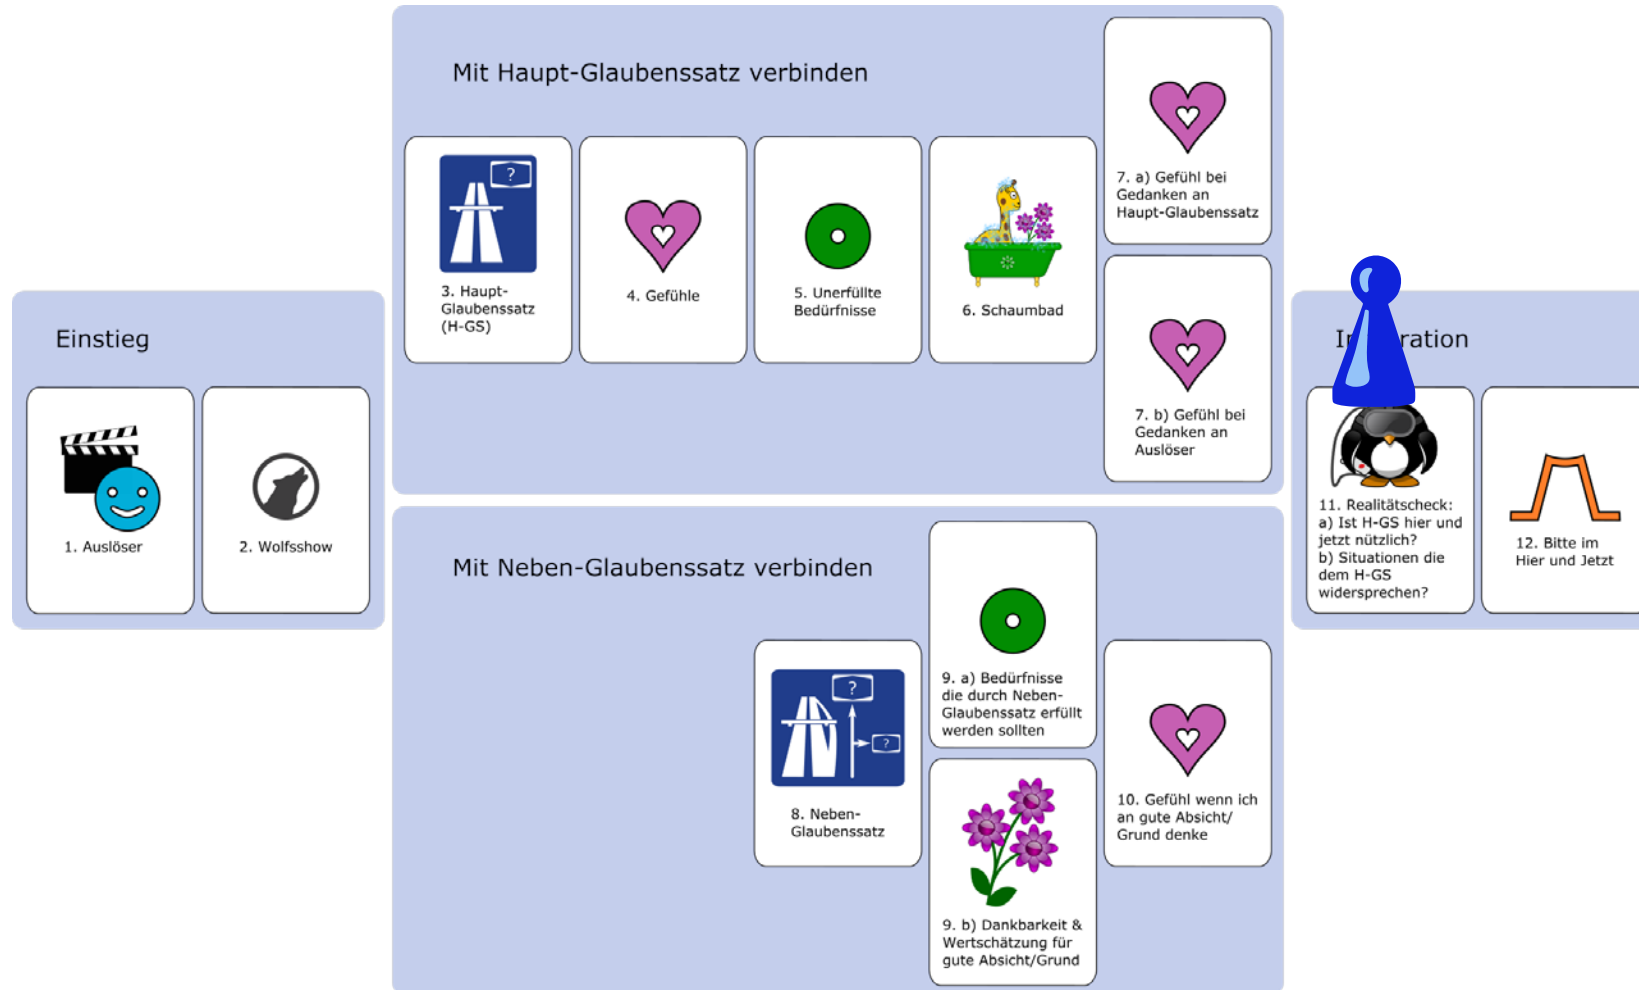 Einstieg
1. Auslöser
2. Wolfsshow
Mit Haupt-Glaubenssatz verbinden
?
3. Haupt-
Glaubenssatz
(H-GS)
4. Gefühle
5. Unerfüllte
Bedürfnisse
6. Schaumbad
7. a) Gefühl bei
Gedanken an
Haupt-Glaubenssatz
7. b) Gefühl bei
Gedanken an
Auslöser
Mit Neben-Glaubenssatz verbinden
?
?
8. Neben-
Glaubenssatz
9. a) Bedürfnisse
die durch Neben-
Glaubenssatz erfüllt
werden sollten
9. b) Dankbarkeit &
Wertschätzung für
gute Absicht/Grund
10. Gefühl wenn ich
an gute Absicht/
Grund denke
11. Realitätscheck:
a) Ist H-GS hier und
jetzt nützlich?
b) Situationen die
dem H-GS
widersprechen?
12. Bitte im
Hier und Jetzt